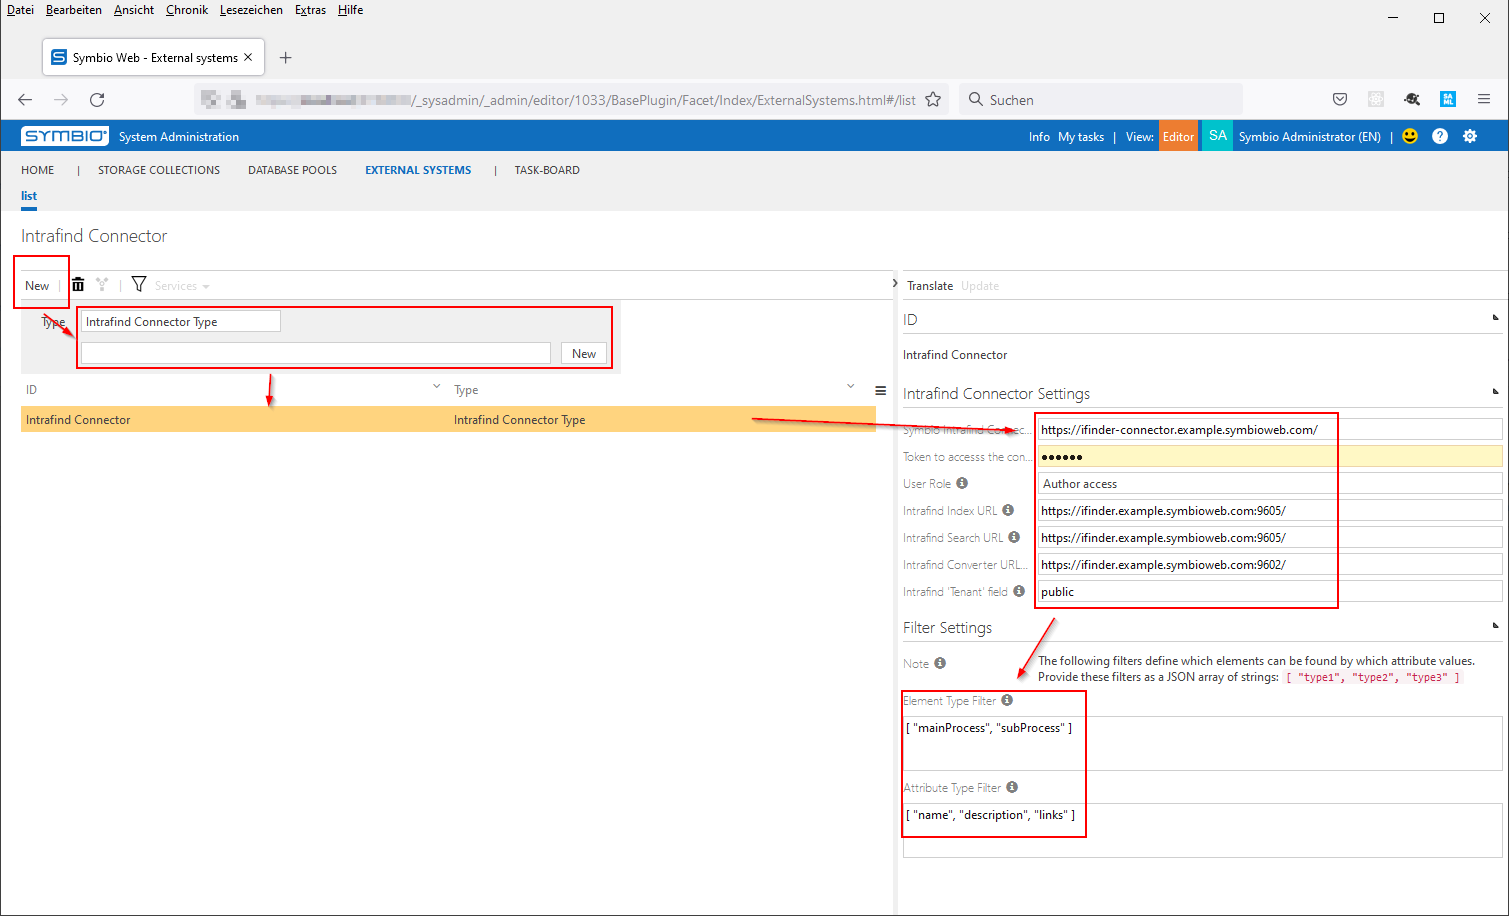 Datei Bearbeiten Ansicht Chronik Lesezeichen Extras Hilfe
Symbio Web - External systems
/_sysadmin/_admin/editor/1033/BasePlugin/Facet/Index/ExternalSystems.html#/list Suchen
SYMBIO System Administration Info My tasks | View: Editor SA Symbio Administrator (EN) |
HOME | STORAGE COLLECTIONS DATABASE POOLS EXTERNAL SYSTEMS | TASK-BOARD
list
Intrafind Connector
New | | Services
Type Intrafind Connector Type
New
ID Type
Intrafind Connector Intrafind Connector Type
Translate Update
ID
Intrafind Connector
Intrafind Connector Settings
Symbio Intrafind Connec... https://ifinder-connector.example.symbioweb.com/
Token to accesss the con... ●●●●●●
User Role Author access
Intrafind Index URL https://ifinder.example.symbioweb.com:9605/
Intrafind Search URL https://ifinder.example.symbioweb.com:9605/
Intrafind Converter URL... https://ifinder.example.symbioweb.com:9602/
Intrafind 'Tenant' field public
Filter Settings
Note The following filters define which elements can be found by which attribute values.
Provide these filters as a JSON array of strings: [ "type1", "type2", "type3" ]
Element Type Filter
[ "mainProcess", "subProcess" ]
Attribute Type Filter
[ "name", "description", "links" ]